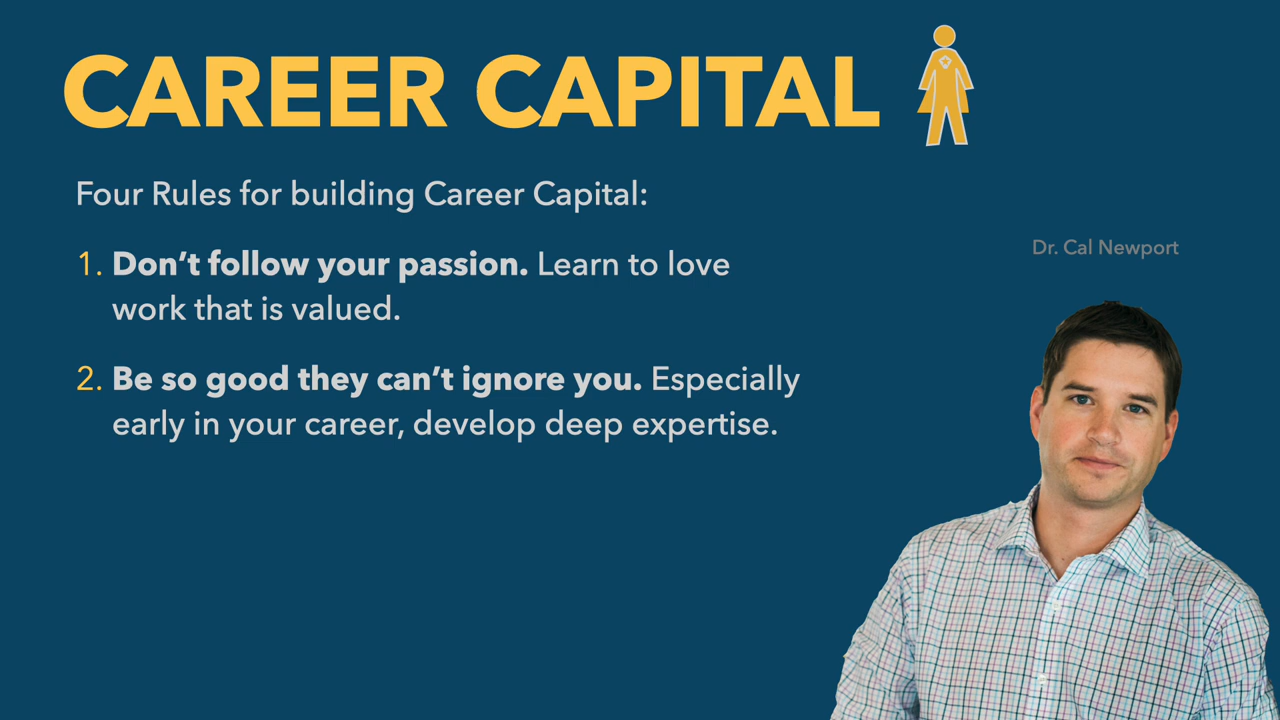 CAREER CAPITAL
Four Rules for building Career Capital:
1. Don’t follow your passion. Learn to love
work that is valued.
Dr. Cal Newport
2. Be so good they can’t ignore you. Especially
early in your career, develop deep expertise.